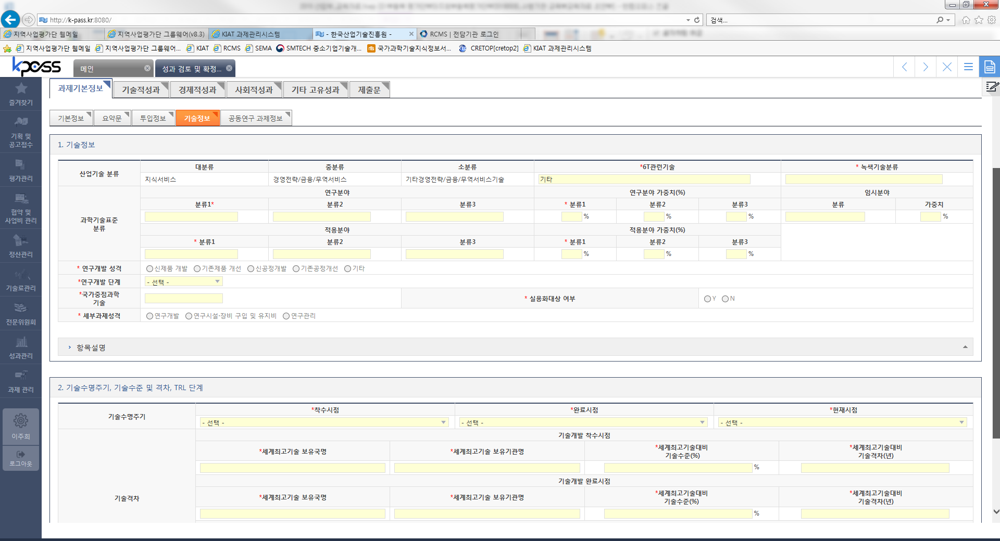 http://k-pass.kr:8080/
검색...
지역사업평가단 웹메일
지역사업평가단 그룹웨어(v8.3)
KIAT 과제관리시스템
- 한국산업기술진흥원 -
RCMS | 전담기관 로그인
지역사업평가단 웹메일
지역사업평가단 그룹웨어...
KIAT
RCMS
SEMA
SMTECH 중소기업기술개...
국가과학기술지식정보서...
CRETOP[cretop2]
KIAT 과제관리시스템
kpass
메인
성과 검토 및 확정...
즐겨찾기
기획 및
공고접수
평가관리
협약 및
사업비 관리
정산관리
기술료관리
전문위원회
성과관리
과제 관리
이주희
로그아웃
과제기본정보
기술적성과
경제적성과
사회적성과
기타 고유성과
제출문
기본정보
요약문
투입정보
기술정보
공동연구 과제정보
1. 기술정보
산업기술 분류
대분류
중분류
소분류
*6T관련기술
* 녹색기술분류
지식서비스
경영전략/금융/무역서비스
기타경영전략/금융/무역서비스기술
기타
과학기술표준
분류
연구분야
연구분야 가중치(%)
임시분야
분류1*
분류2
분류3
* 분류1
분류2
분류3
분류
가중치
%
%
%
%
적용분야
적용분야 가중치(%)
* 분류1
분류2
분류3
* 분류1
분류2
분류3
%
%
%
* 연구개발 성격
신제품 개발
기존제품 개선
신공정개발
기존공정개선
기타
*연구개발 단계
- 선택 -
*국가중점과학
기술
* 실용화대상 여부
Y
N
* 세부과제성격
연구개발
연구시설·장비 구입 및 유지비
연구관리
› 항목설명
2. 기술수명주기, 기술수준 및 격차, TRL 단계
기술수명주기
*착수시점
*완료시점
*현재시점
- 선택 -
- 선택 -
- 선택 -
기술격차
기술개발 착수시점
*세계최고기술 보유국명
*세계최고기술 보유기관명
*세계최고기술대비
기술수준(%)
*세계최고기술대비
기술격차(년)
%
기술개발 완료시점
*세계최고기술 보유국명
*세계최고기술 보유기관명
*세계최고기술대비
기술수준(%)
*세계최고기술대비
기술격차(년)
%